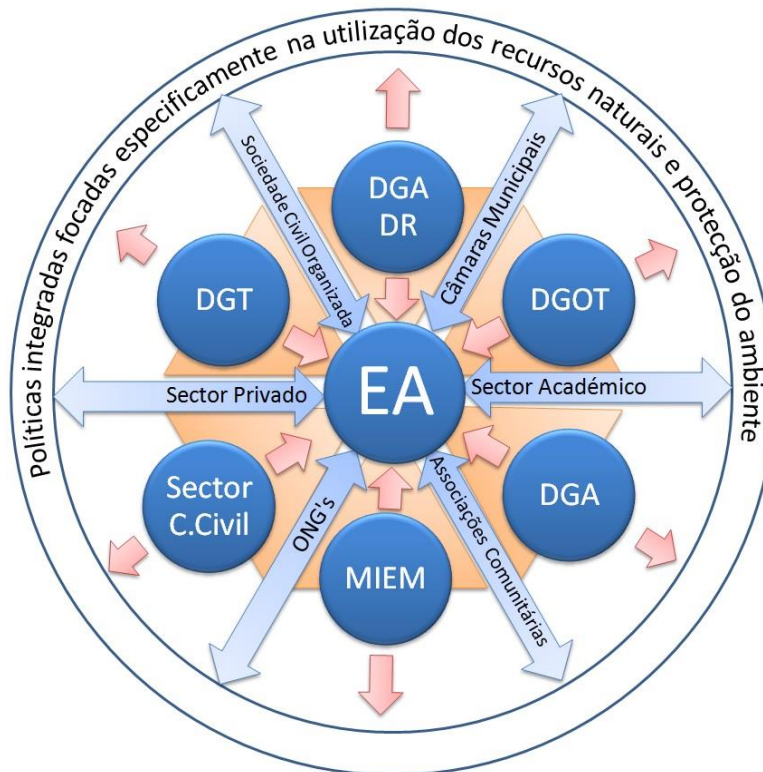 Políticas integradas focadas especificamente na utilização dos recursos naturais e protecção do ambiente
Sociedade Civil Organizada
DGA
DR
Câmaras Municipais
DGT
DGOT
EA
Sector Privado
Sector Académico
Sector
C.Civil
ONG's
MIEM
Associações Comunitárias
DGA